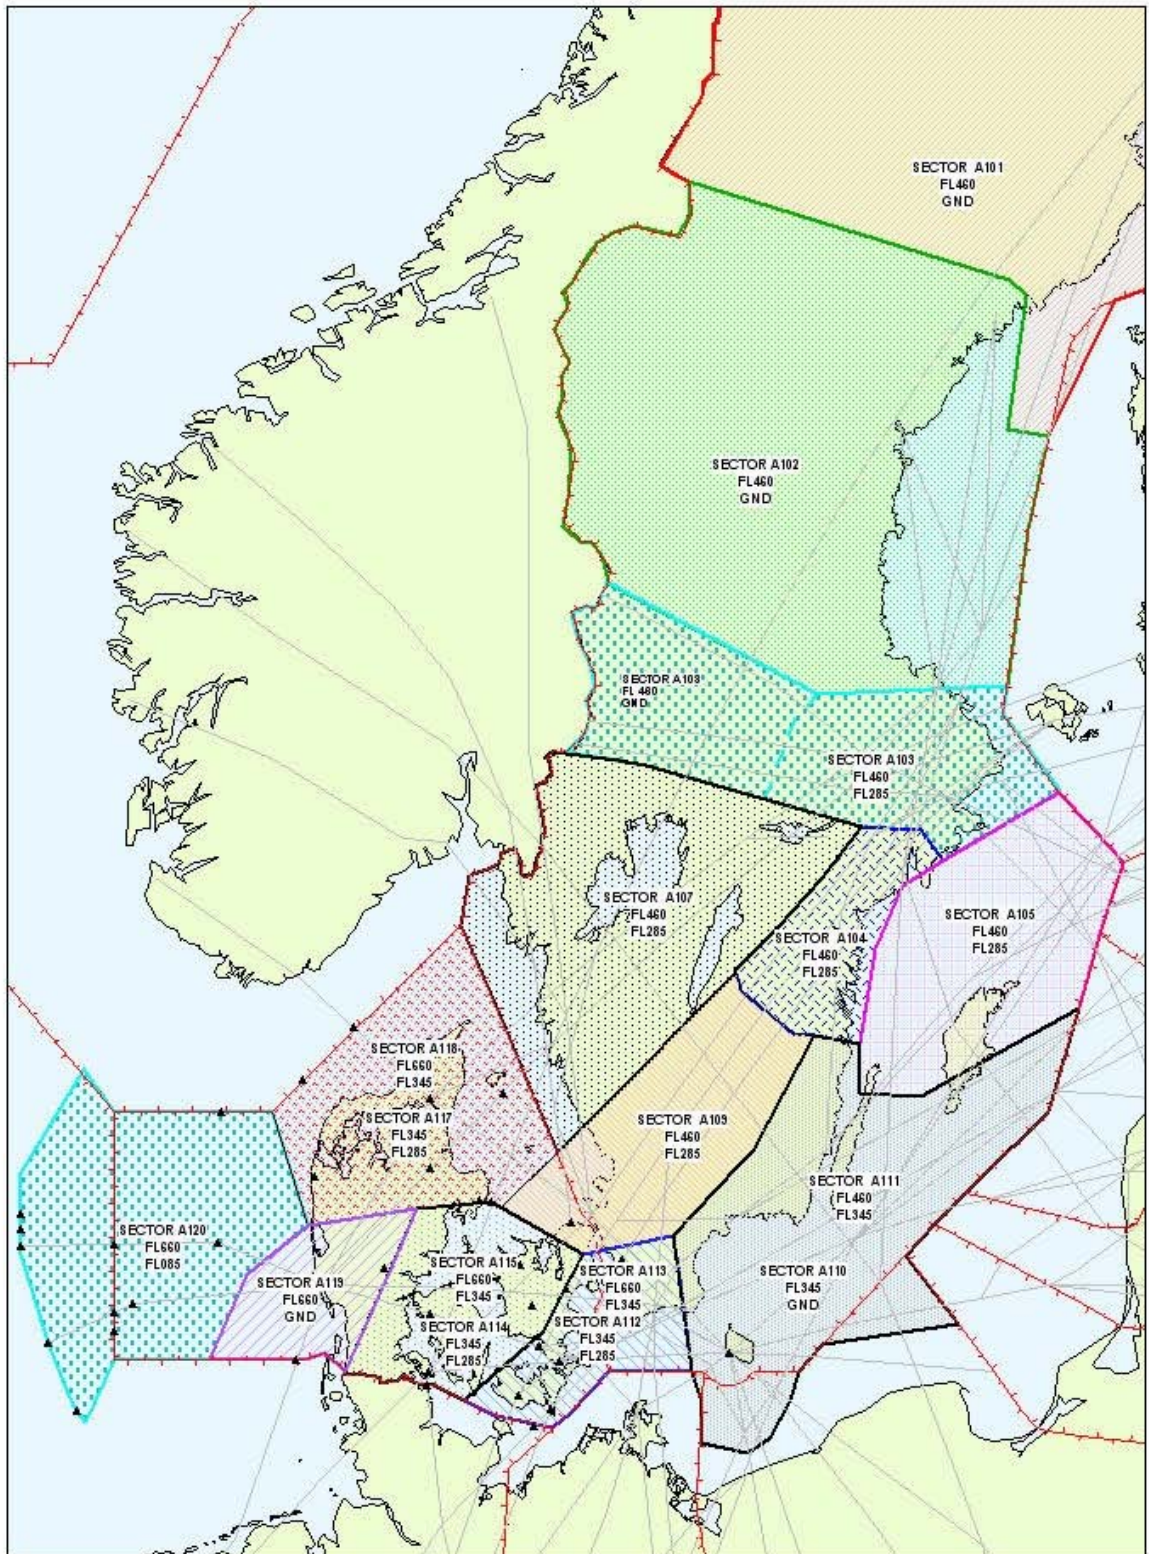 SECTOR A101
FL460
GND
SECTOR A102
FL460
GND
SECTOR A108
FL 460
GND
SECTOR A103
FL460
FL285
SECTOR A107
FL460
FL285
SECTOR A105
FL460
FL285
SECTOR A104
FL460
FL285
SECTOR A118
FL660
FL345
SECTOR A117
FL345
FL285
SECTOR A109
FL460
FL285
SECTOR A111
FL460
FL345
SECTOR A120
FL660
FL085
SECTOR A115
FL660
FL345
SECTOR A113
FL660
FL345
SECTOR A110
FL345
GND
SECTOR A119
FL660
GND
SECTOR A114
FL345
FL285
SECTOR A112
FL345
FL285